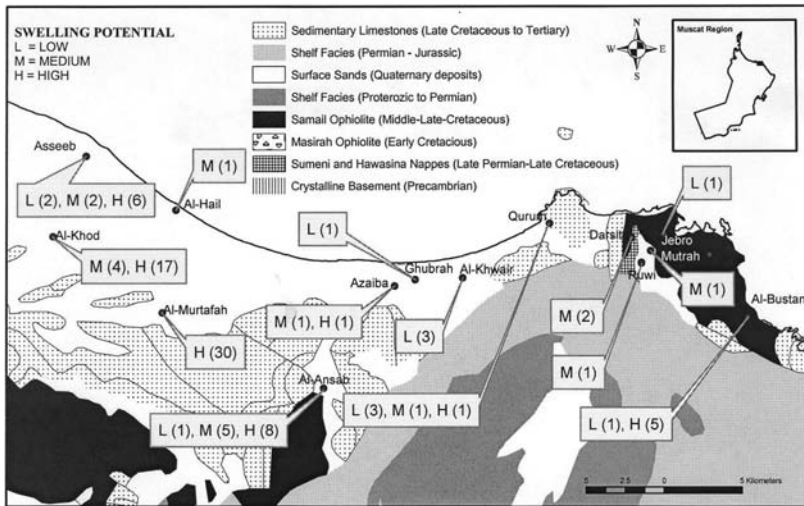 SWELLING POTENTIAL
L = LOW
M = MEDIUM
H = HIGH
Sedimentary Limestones (Late Cretaceous to Tertiary)
Shelf Facies (Permian - Jurassic)
Surface Sands (Quaternary deposits)
Shelf Facies (Proterozic to Permian)
Samail Ophiolite (Middle-Late-Cretaceous)
Masirah Ophiolite (Early Cretacious)
Sumeni and Hawasina Nappes (Late Permian-Late Cretaceous)
Crystalline Basement (Precambrian)
N
W
E
S
Muscat Region
Asseeb
L (2), M (2), H (6)
M (1)
Al-Hail
Al-Khod
M (4), H (17)
Al-Murtafah
H (30)
L (1)
Ghubrah
Azaiba
M (1), H (1)
Al-Khwair
L (3)
Al-Ansab
L (1), M (5), H (8)
Qurum
L (3), M (1), H (1)
Darsit
L (1)
Jebro
Mutrah
Ruwi
M (1)
M (2)
M (1)
Al-Bustan
L (1), H (5)
5 2.5 0 5 Kilometers